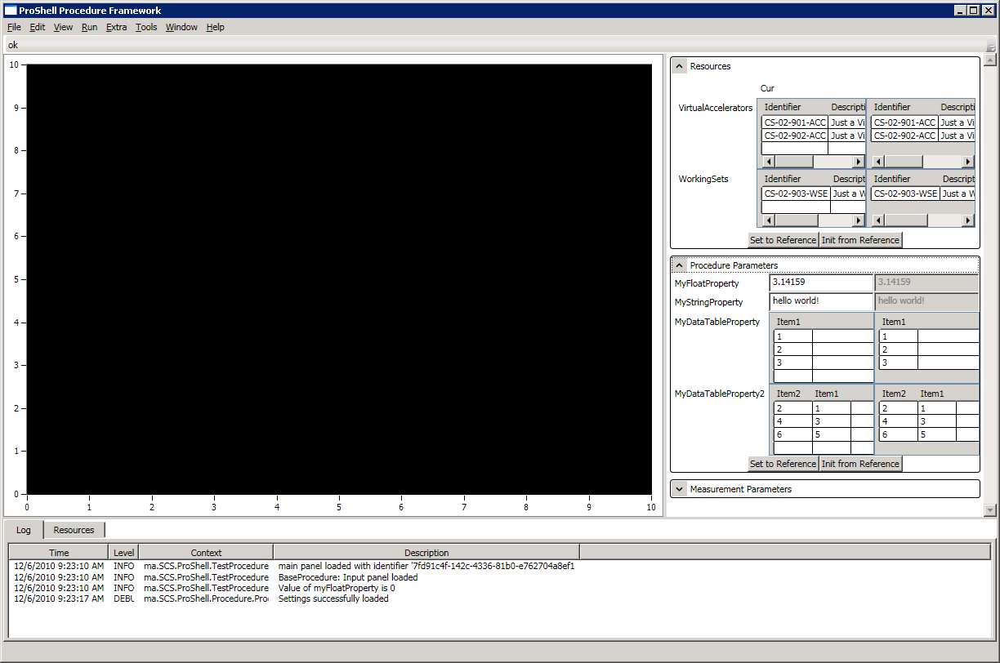 ProShell Procedure Framework
File Edit View Run Extra Tools Window Help
ok
10
9
8
7
6
5
4
3
2
1
0
0 1 2 3 4 5 6 7 8 9 10
Resources
Cur
VirtualAccelerators
Identifier Descripti Identifier Descripti
CS-02-901-ACC Just a Vi CS-02-901-ACC Just a Vi
CS-02-902-ACC Just a Vi CS-02-902-ACC Just a Vi
WorkingSets
Identifier Descript Identifier Descript
CS-02-903-WSE Just a W CS-02-903-WSE Just a W
Set to Reference Init from Reference
Procedure Parameters
MyFloatProperty 3.14159 3.14159
MyStringProperty hello world! hello world!
MyDataTableProperty Item1 Item1
1 1
2 2
3 3
MyDataTableProperty2 Item2 Item1 Item2 Item1
2 1 2 1
4 3 4 3
6 5 6 5
Set to Reference Init from Reference
Measurement Parameters
Log Resources
Time Level Context Description
12/6/2010 9:23:10 AM INFO ma.SCS.ProShell.TestProcedure main panel loaded with identifier '7fd91c4f-142c-4336-81b0-e762704a8ef1
12/6/2010 9:23:10 AM INFO ma.SCS.ProShell.TestProcedure BaseProcedure: Input panel loaded
12/6/2010 9:23:10 AM INFO ma.SCS.ProShell.TestProcedure Value of myFloatProperty is 0
12/6/2010 9:23:17 AM DEBU ma.SCS.ProShell.Procedure.Pro Settings successfully loaded